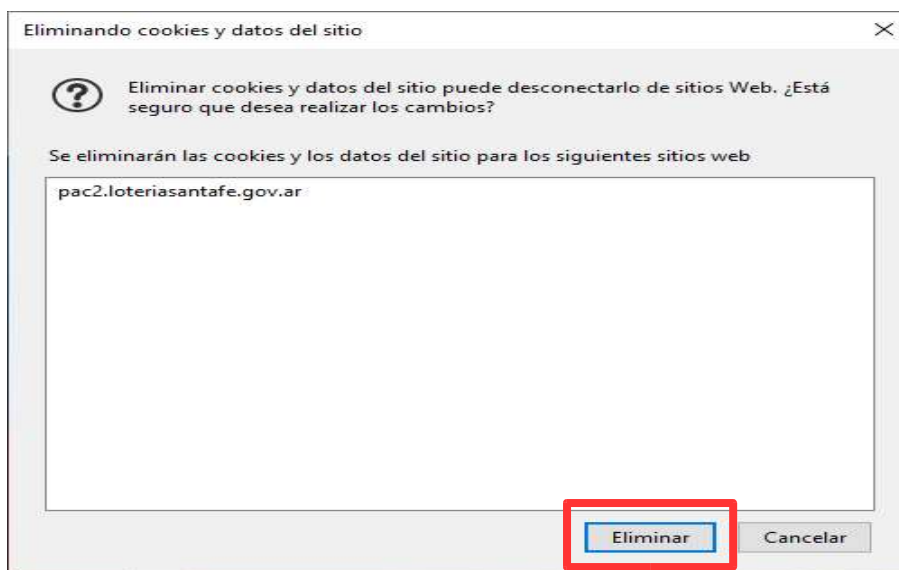 Eliminando cookies y datos del sitio
Eliminar cookies y datos del sitio puede desconectarlo de sitios Web. ¿Está
seguro que desea realizar los cambios?
Se eliminarán las cookies y los datos del sitio para los siguientes sitios web
pac2.loteriasantafe.gov.ar
Eliminar Cancelar